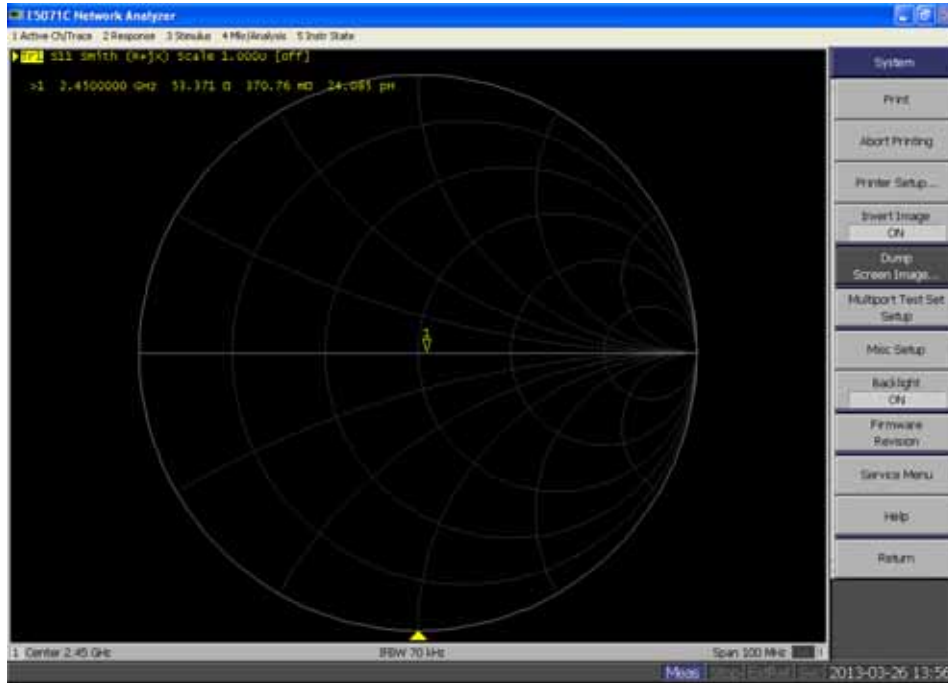 E5071C Network Analyzer
1 Active Ch/Trace 2 Response 3 Stimulus 4 Mkr/Analysis 5 Instr State
Tr1 S11 Smith (R+jX) Scale 1.000U [Off]
>1 2.4500000 GHz 53.371 Ω 370.76 mΩ 24.085 pH
1
System
Print
Abort Printing
Printer Setup...
Invert Image
ON
Dump
Screen Image...
Multiport Test Set
Setup
Misc Setup
Backlight
ON
Firmware
Revision
Service Menu
Help
Return
1 Center 2.45 GHz IFBW 70 kHz Span 100 MHz
Meas 2013-03-26 13:56